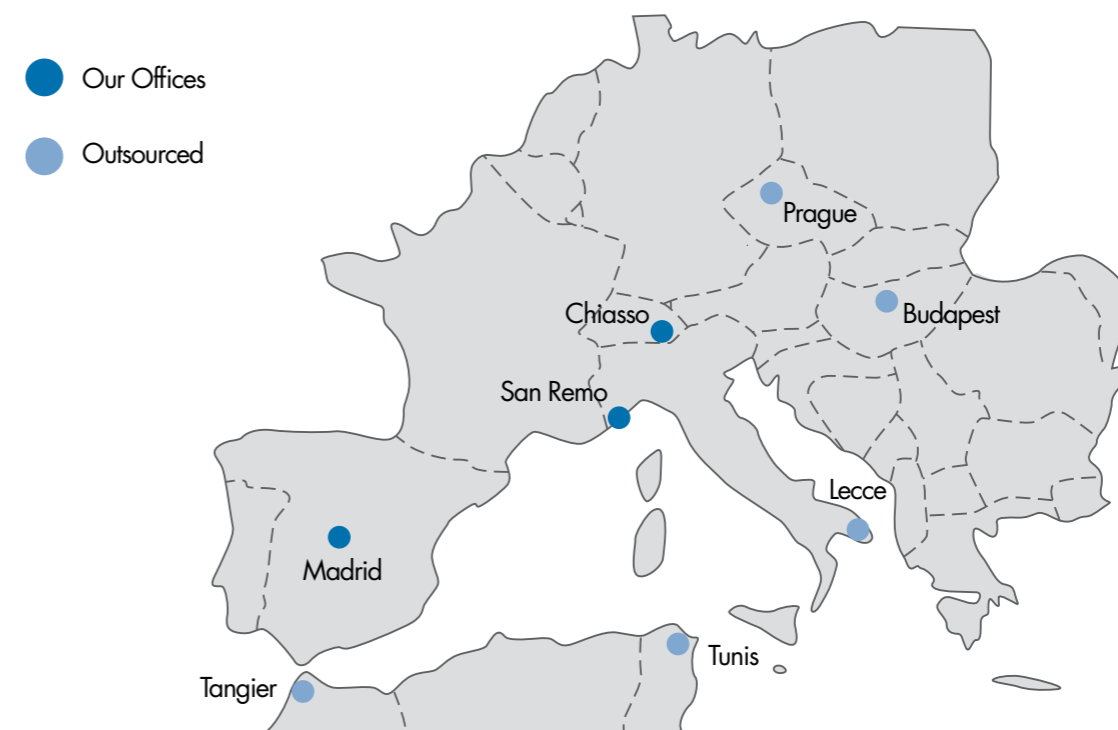 Our Offices
Outsourced
Prague
Chiasso
Budapest
San Remo
Lecce
Madrid
Tunis
Tangier